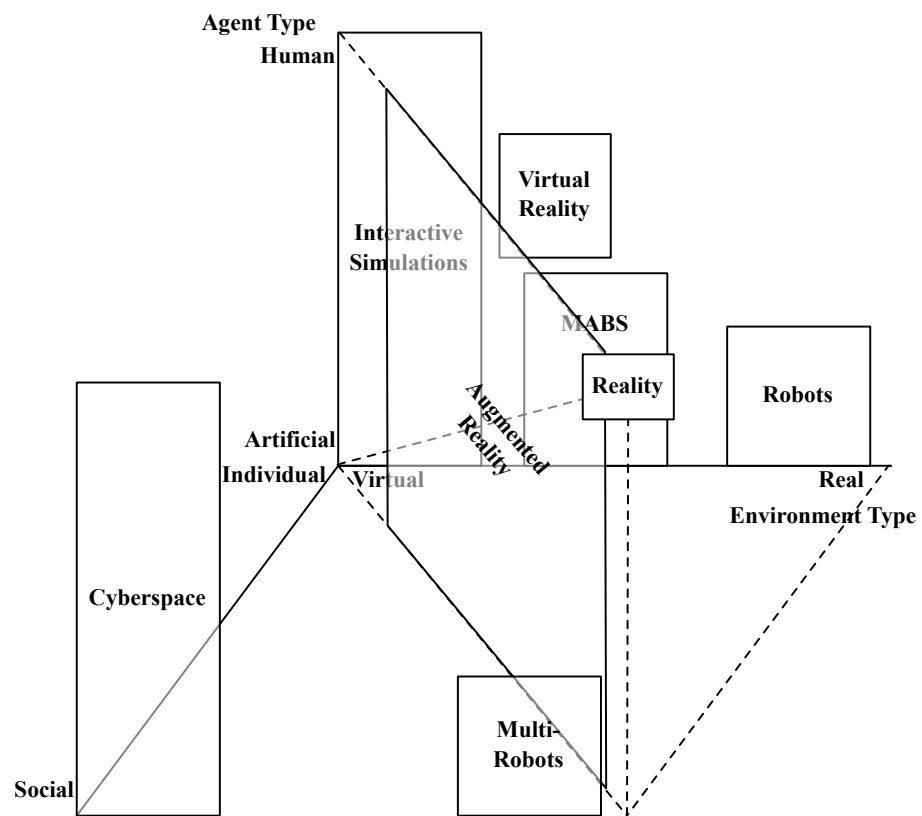 Agent Type
Human
Virtual
Reality
Interactive
Simulations
MABS
Reality
Robots
Augmented
Reality
Artificial
Individual
Virtual
Real
Environment Type
Cyberspace
Multi-
Robots
Social